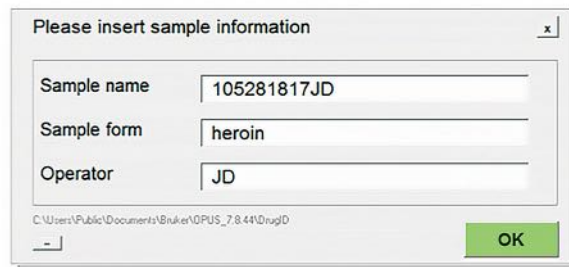 Please insert sample information
x
Sample name 105281817JD
Sample form heroin
Operator JD
C:\Users\Public\Documents\Bruker\OPUS_7.8.44\DrugID
...
OK